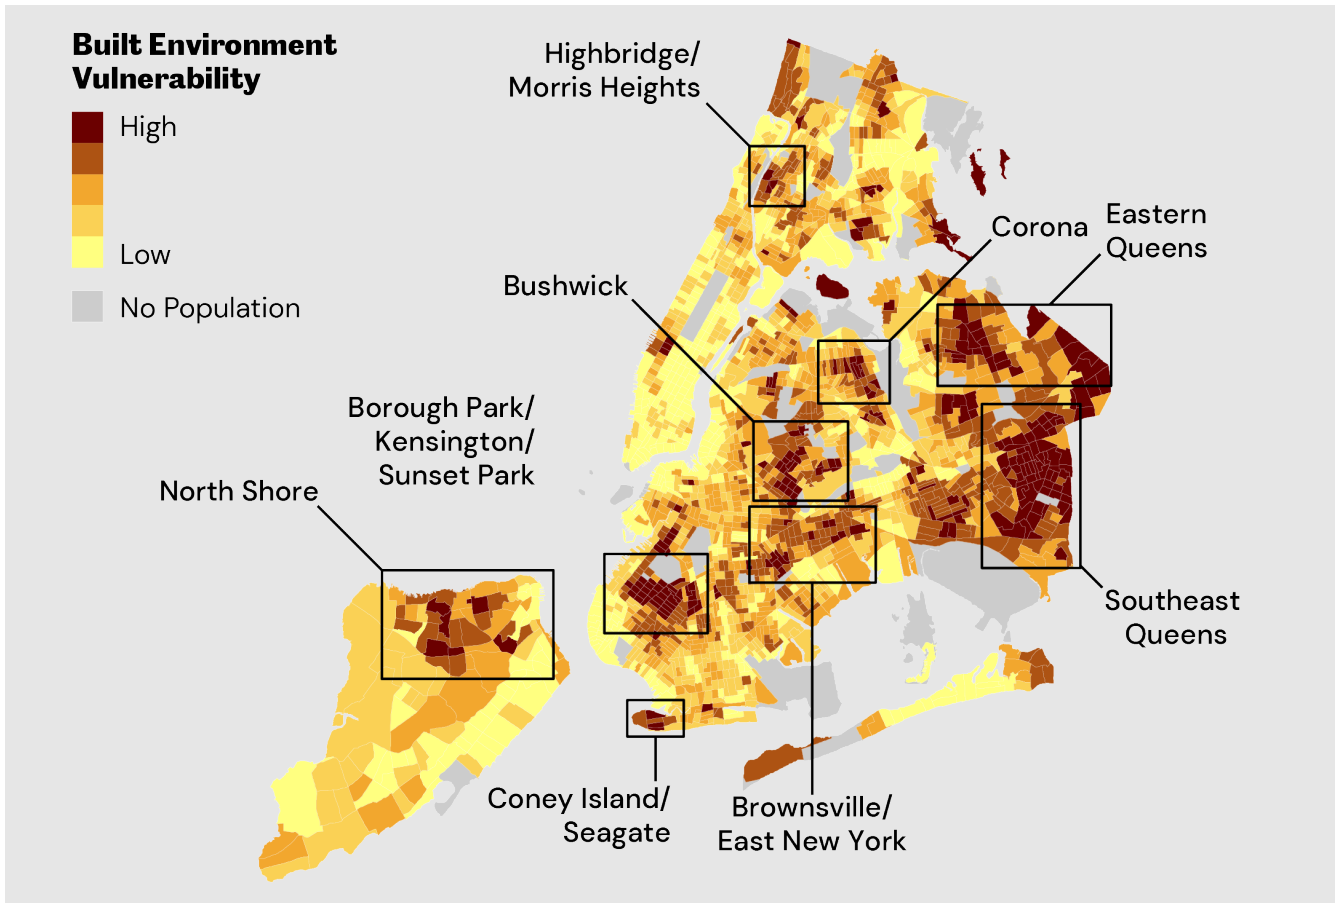 Built Environment
Vulnerability
High
Low
No Population
Highbridge/
Morris Heights
Corona
Eastern
Queens
Bushwick
Borough Park/
Kensington/
Sunset Park
North Shore
Southeast
Queens
Coney Island/
Seagate
Brownsville/
East New York